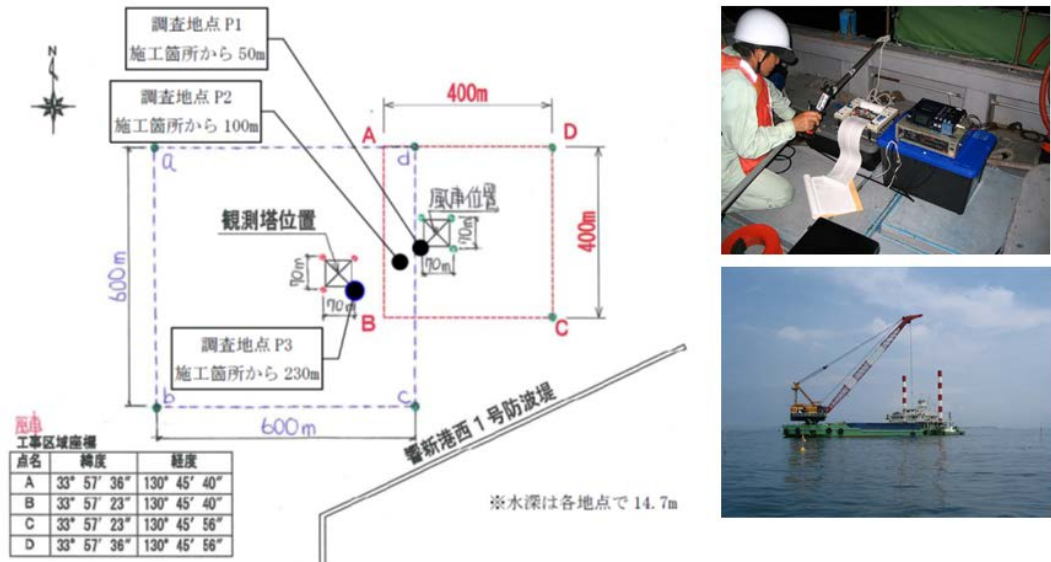 調査地点 P1
施工箇所から 50m
N
調査地点 P2
施工箇所から 100m
400m
A
D
a
d
風車位置
観測塔位置
70m
70m
70m
70m
400m
600m
B
C
調査地点 P3
施工箇所から 230m
b
c
600m
響新港西1号防波堤
風車
工事区域座標
点名 緯度 経度
A 33° 57′ 36″ 130° 45′ 40″
B 33° 57′ 23″ 130° 45′ 40″
C 33° 57′ 23″ 130° 45′ 56″
D 33° 57′ 36″ 130° 45′ 56″
※水深は各地点で 14.7m